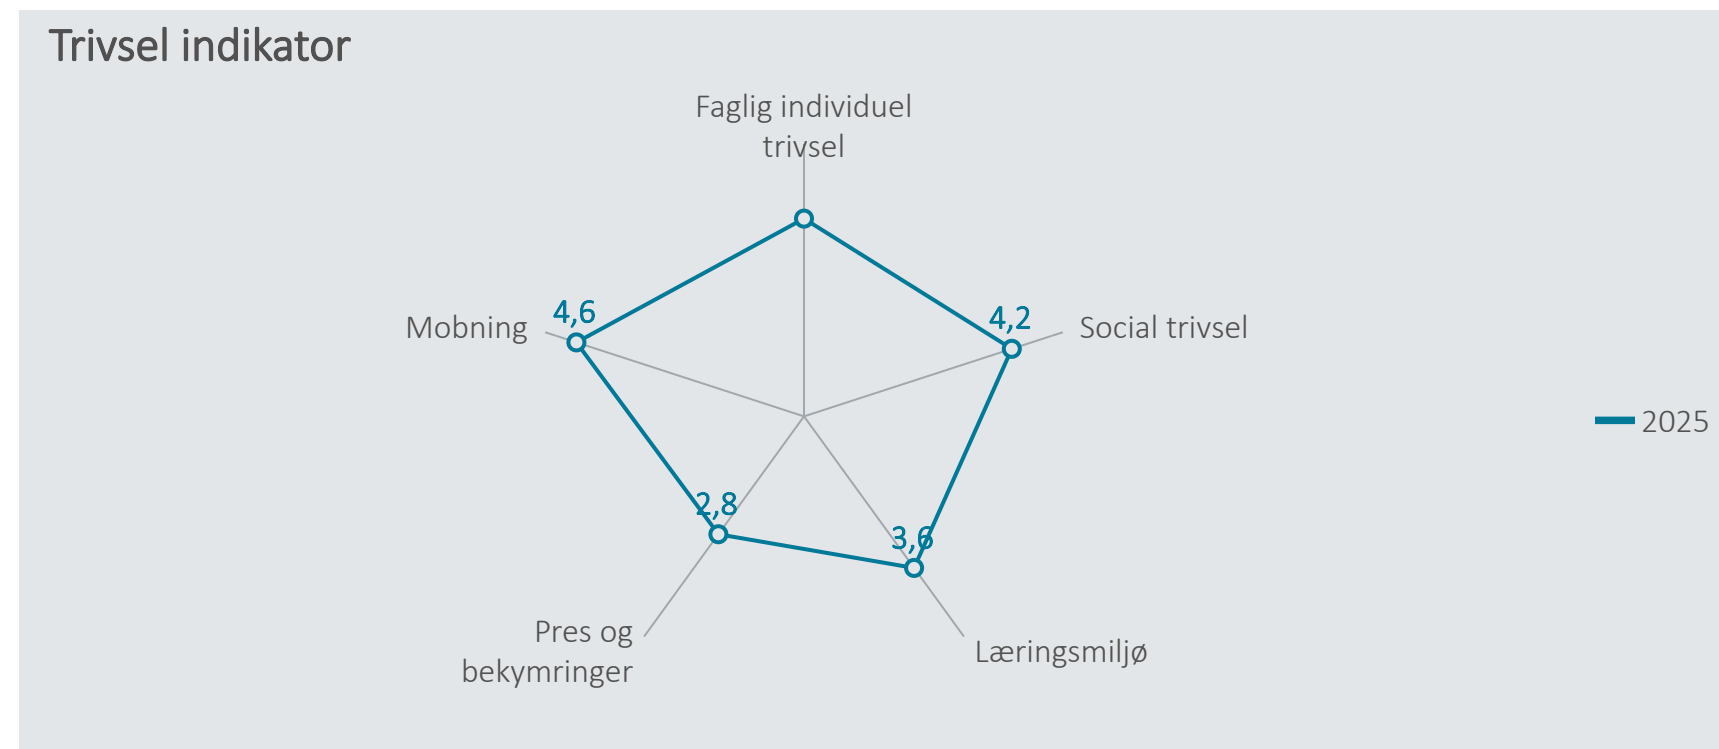 Trivsel indikator
Faglig individuel
trivsel
4,6
Mobning
4,2
Social trivsel
2025
2,8
3,6
Pres og
bekymringer
Læringsmiljø